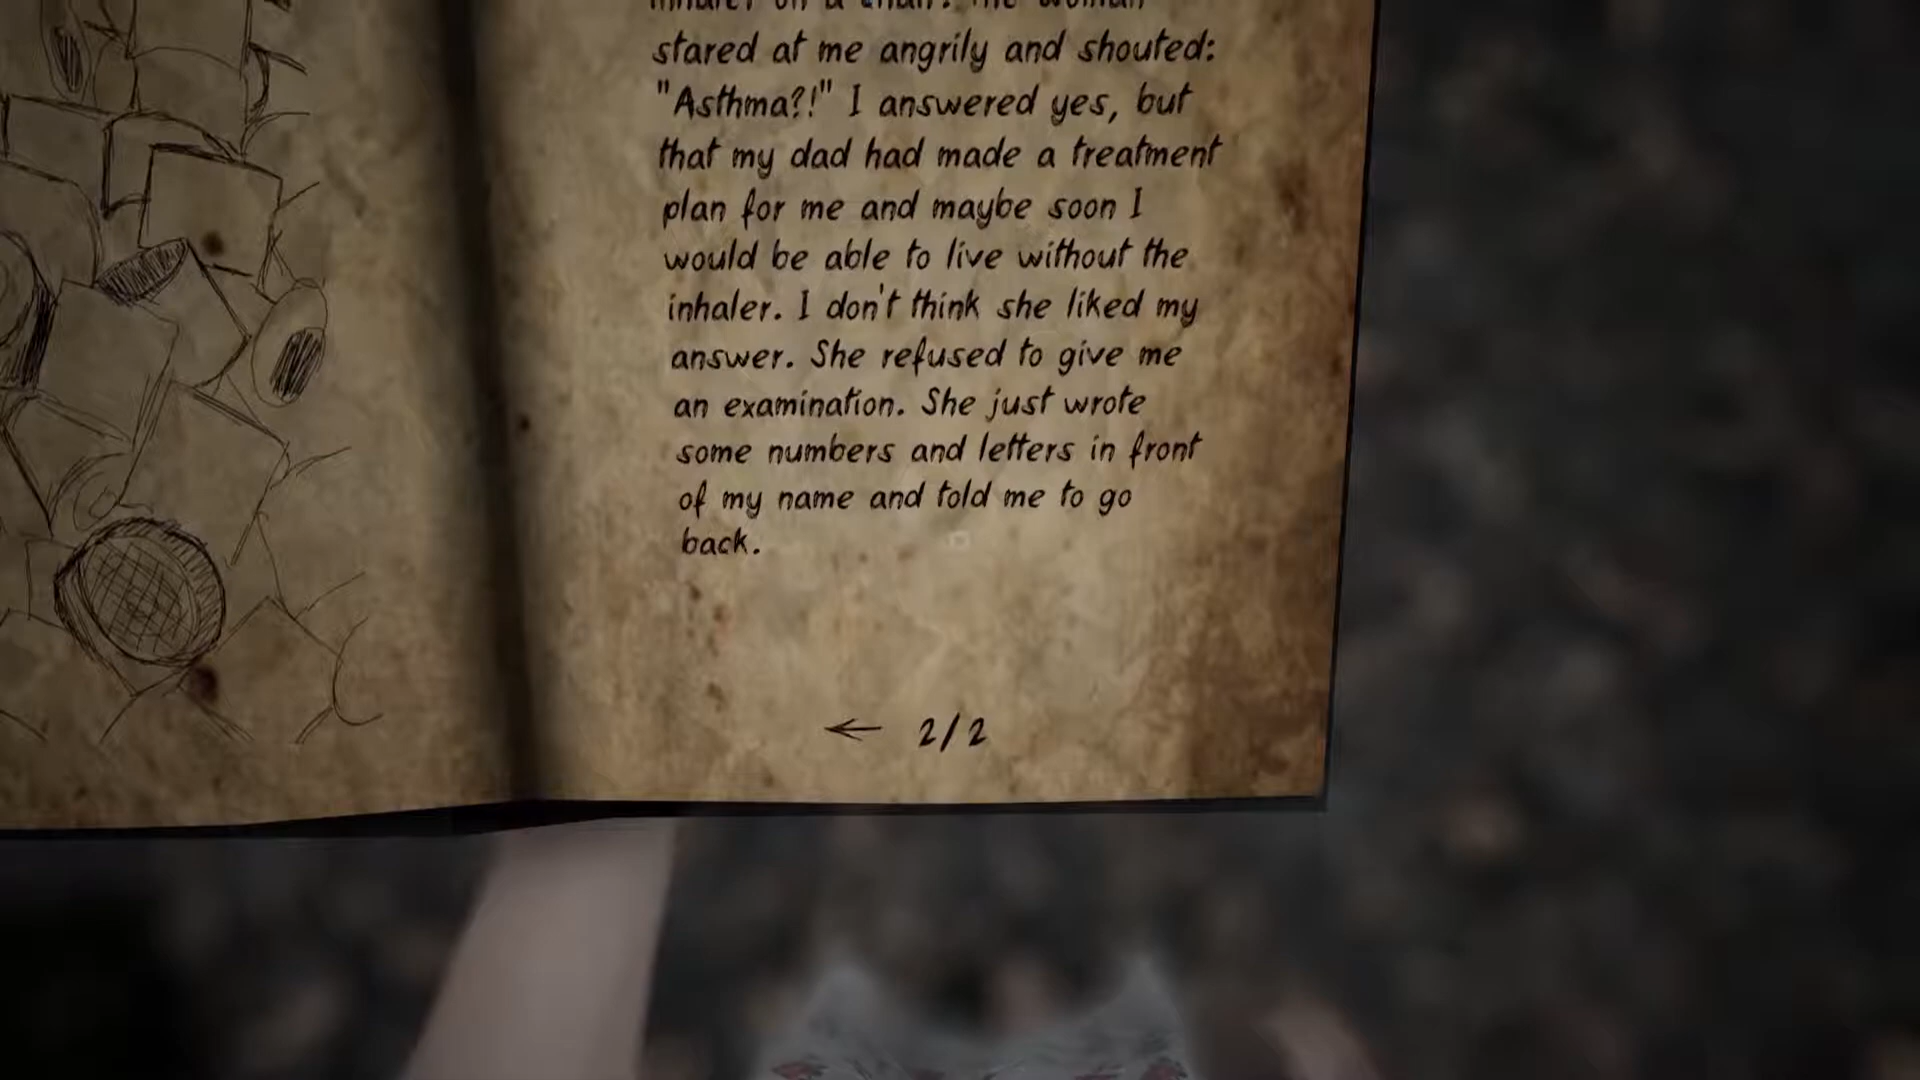 stared at me angrily and shouted:
"Asthma?!" I answered yes, but
that my dad had made a treatment
plan for me and maybe soon I
would be able to live without the
inhaler. I don't think she liked my
answer. She refused to give me
an examination. She just wrote
some numbers and letters in front
of my name and told me to go
back.
← 2/2